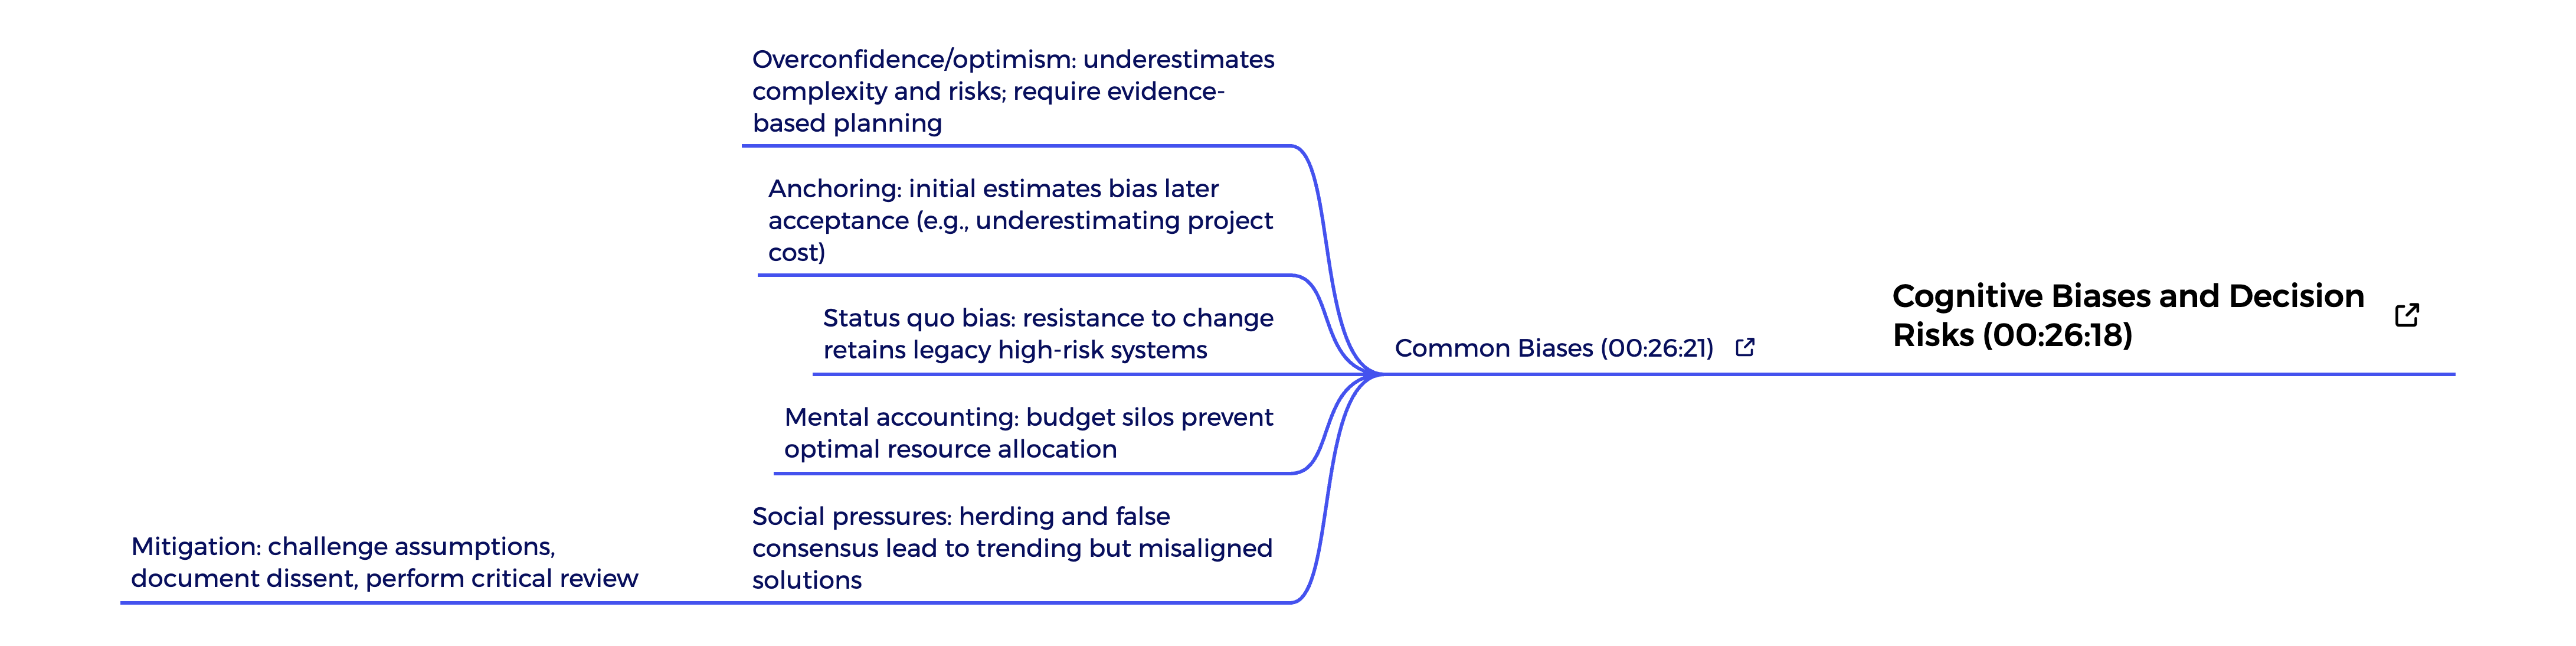 Overconfidence/optimism: underestimates
complexity and risks; require evidence-
based planning
Anchoring: initial estimates bias later
acceptance (e.g., underestimating project
cost)
Status quo bias: resistance to change
retains legacy high-risk systems
Mental accounting: budget silos prevent
optimal resource allocation
Social pressures: herding and false
consensus lead to trending but misaligned
solutions
Mitigation: challenge assumptions,
document dissent, perform critical review
Common Biases (00:26:21)
Cognitive Biases and Decision
Risks (00:26:18)